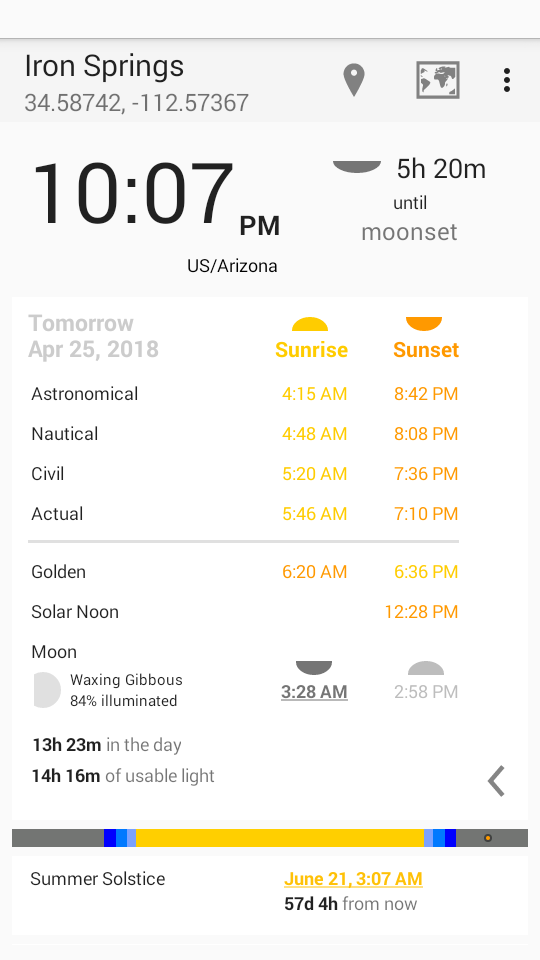 Iron Springs
34.58742, -112.57367
10:07 PM
US/Arizona
5h 20m
until
moonset
Tomorrow
Apr 25, 2018
Sunrise Sunset
Astronomical 4:15 AM 8:42 PM
Nautical 4:48 AM 8:08 PM
Civil 5:20 AM 7:36 PM
Actual 5:46 AM 7:10 PM
Golden 6:20 AM 6:36 PM
Solar Noon 12:28 PM
Moon
Waxing Gibbous
84% illuminated
3:28 AM 2:58 PM
13h 23m in the day
14h 16m of usable light
Summer Solstice June 21, 3:07 AM
57d 4h from now